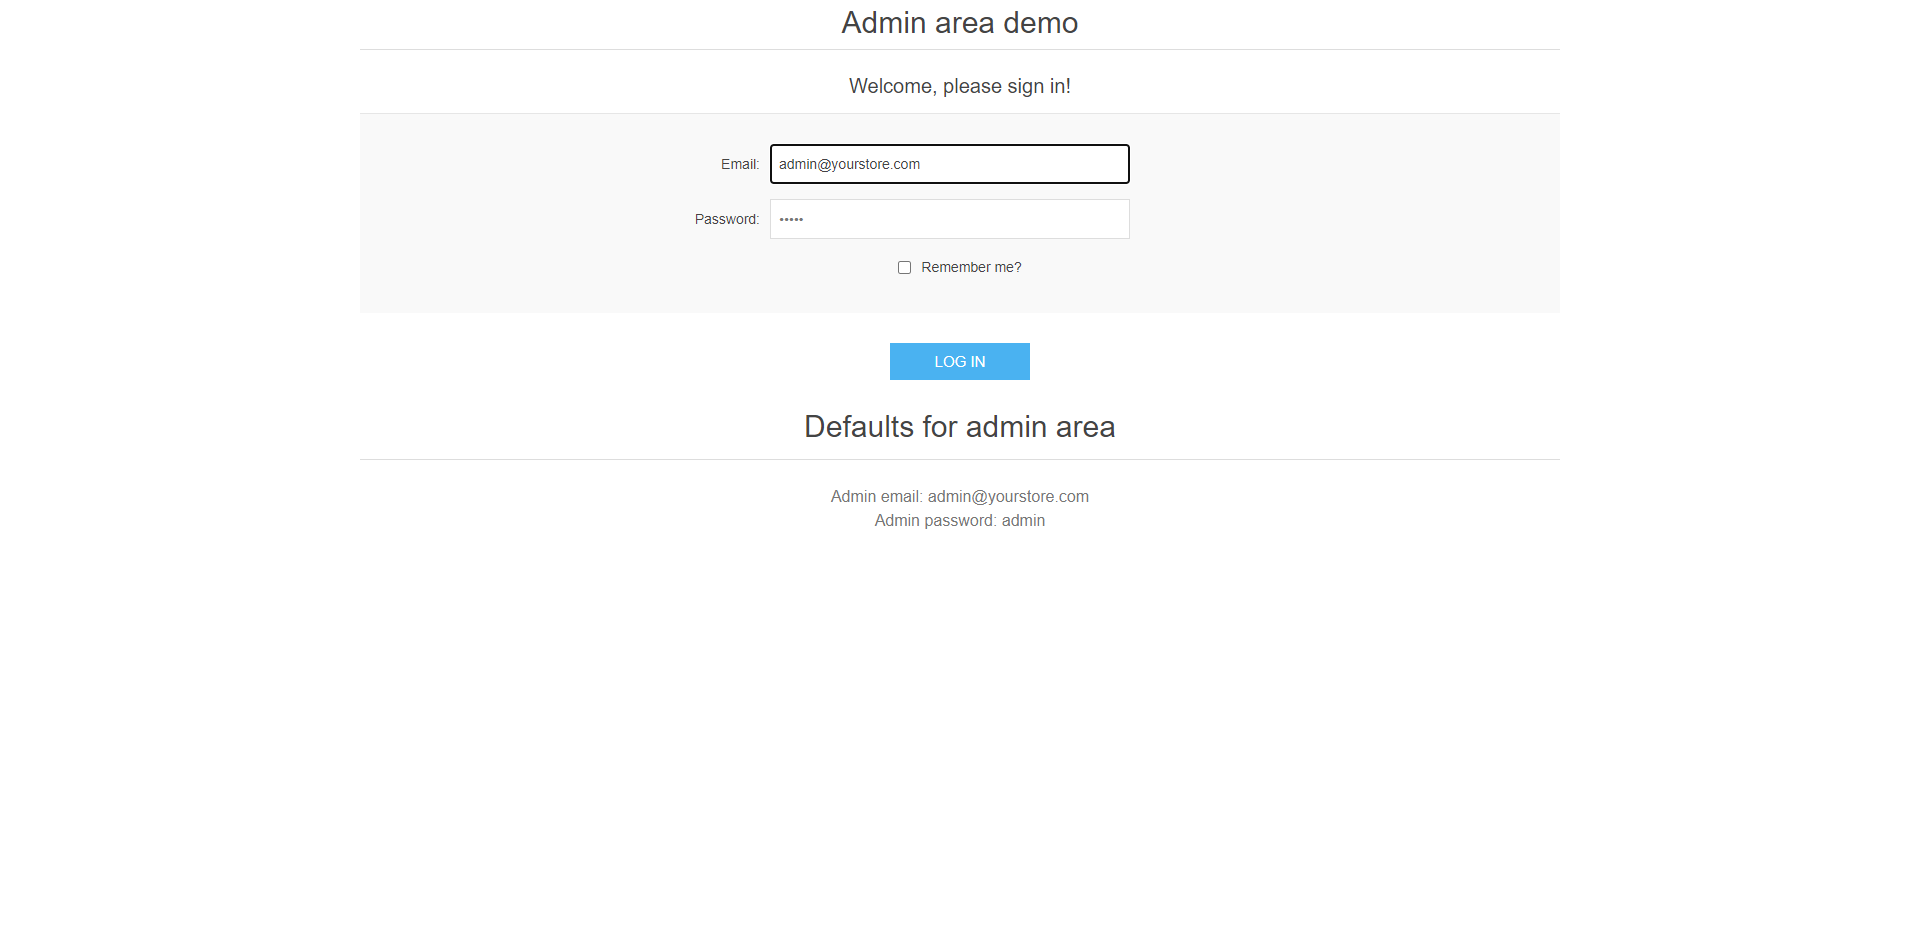 Admin area demo
Welcome, please sign in!
Email: admin@yourstore.com
Password: •••••
Remember me?
LOG IN
Defaults for admin area
Admin email: admin@yourstore.com
Admin password: admin